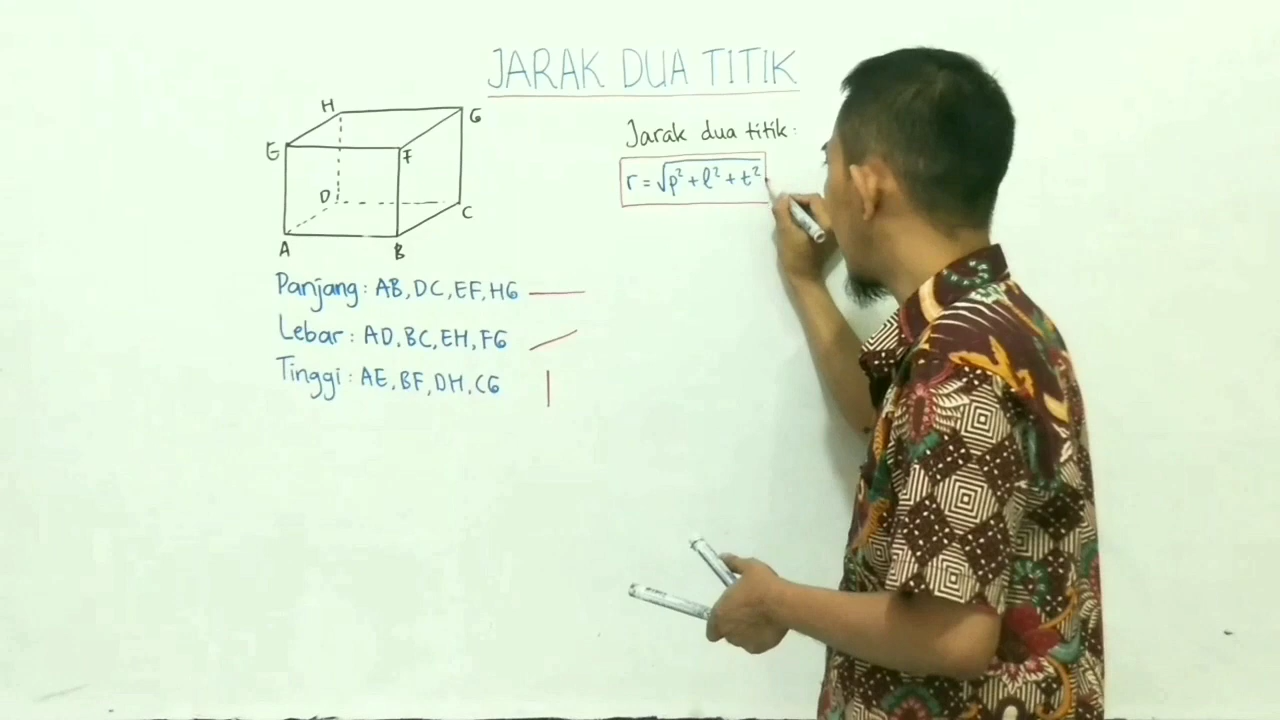 JARAK DUA TITIK
H
G
E
F
D
C
A
B
Jarak dua titik:
r = √p² + l² + t²
Panjang : AB, DC, EF, HG
Lebar : AD, BC, EH, FG
Tinggi : AE, BF, DH, CG